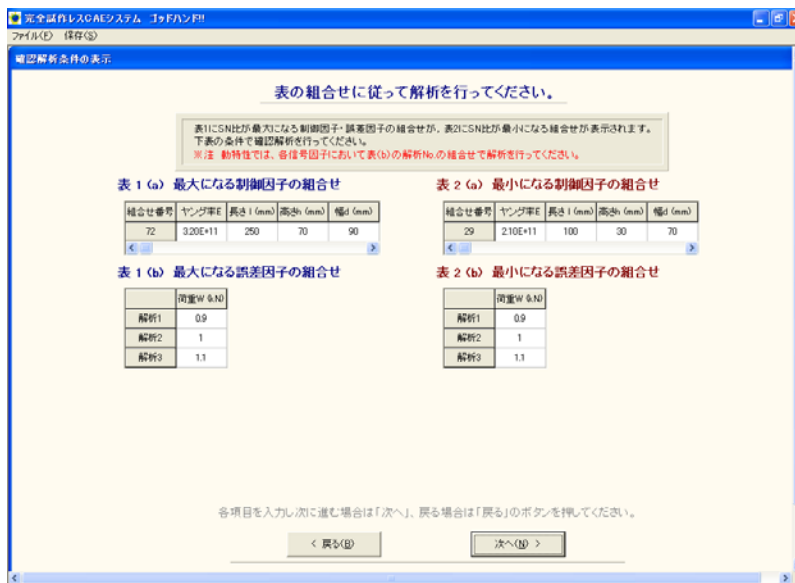 完全試作レスCAEシステム ゴッドハンド!!
ファイル(F) 保存(S)
確認解析条件の表示
表の組合せに従って解析を行ってください。
表1にSN比が最大になる制御因子・誤差因子の組合せが、表2にSN比が最小になる組合せが表示されます。
下表の条件で確認解析を行ってください。
※注 動特性では、各信号因子において表(b)の解析No.の組合せで解析を行ってください。
表1(a) 最大になる制御因子の組合せ
組合せ番号 ヤング率E 長さl(mm) 高さh(mm) 幅d(mm)
72 3.20E+11 250 70 90
表1(b) 最大になる誤差因子の組合せ
荷重W(kN)
解析1 0.9
解析2 1
解析3 1.1
表2(a) 最小になる制御因子の組合せ
組合せ番号 ヤング率E 長さl(mm) 高さh(mm) 幅d(mm)
29 2.10E+11 100 30 70
表2(b) 最小になる誤差因子の組合せ
荷重W(kN)
解析1 0.9
解析2 1
解析3 1.1
各項目を入力し次に進む場合は「次へ」、戻る場合は「戻る」のボタンを押してください。
< 戻る(B)
次へ(N) >